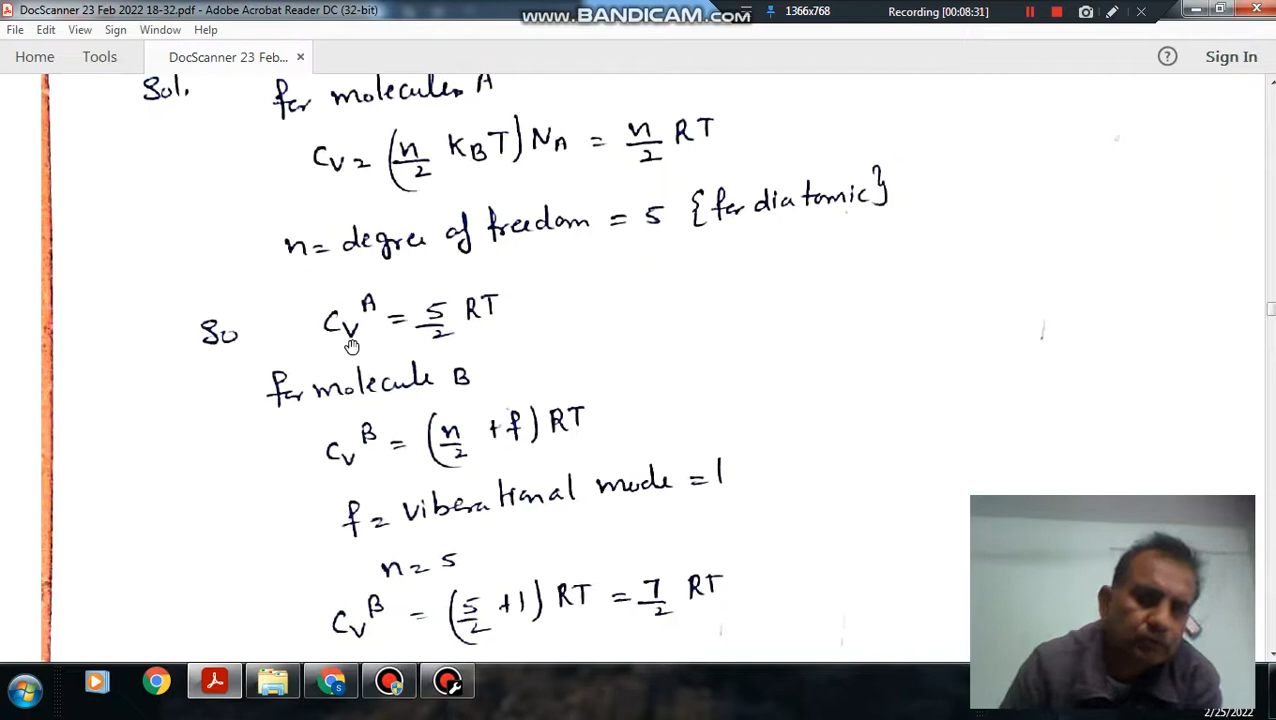 DocScanner 23 Feb 2022 18-32.pdf - Adobe Acrobat Reader DC (32-bit)
www.BANDICAM.com
1366x768
Recording [00:08:31]
File Edit View Sign Window Help
Home Tools DocScanner 23 Feb... × Sign In
Sol. for molecules A
Cv = (n/2 KBT) NA = n/2 RT
n = degree of freedom = 5 {for diatomic}
So Cv^A = 5/2 RT
for molecule B
Cv^B = (n/2 + f) RT
f = viberational mode = 1
n = 5
Cv^B = (5/2 + 1) RT = 7/2 RT
2/25/2022